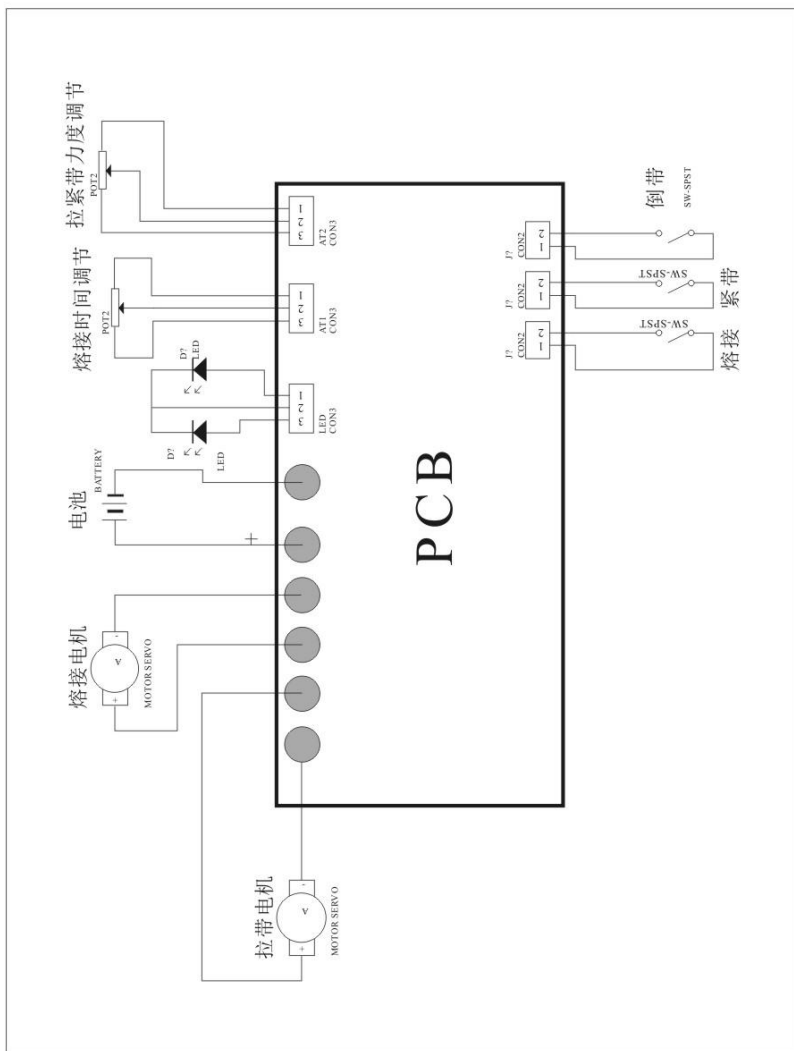 拉带电机
+
A
-
MOTOR SERVO
熔接电机
+
A
-
MOTOR SERVO
电池
BATTERY
+
D?
LED
D?
LED
3
2
1
LED
CON3
熔接时间调节
POT2
3
2
1
AT1
CON3
拉紧带力度调节
POT2
3
2
1
AT2
CON3
PCB
J?
CON2
1
2
SW-SPST
熔接
J?
CON2
1
2
SW-SPST
紧带
J?
CON2
1
2
倒带
SW-SPST